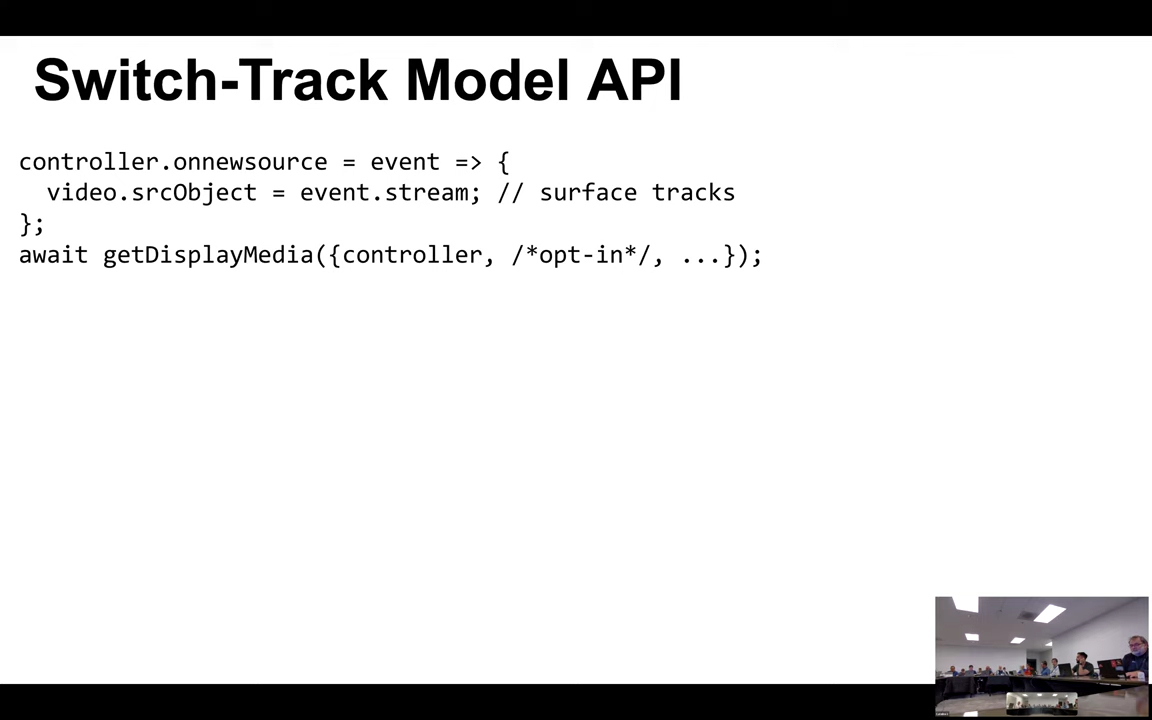 Switch-Track Model API
controller.onnewsource = event => {
  video.srcObject = event.stream; // surface tracks
};
await getDisplayMedia({controller, /*opt-in*/, ...});